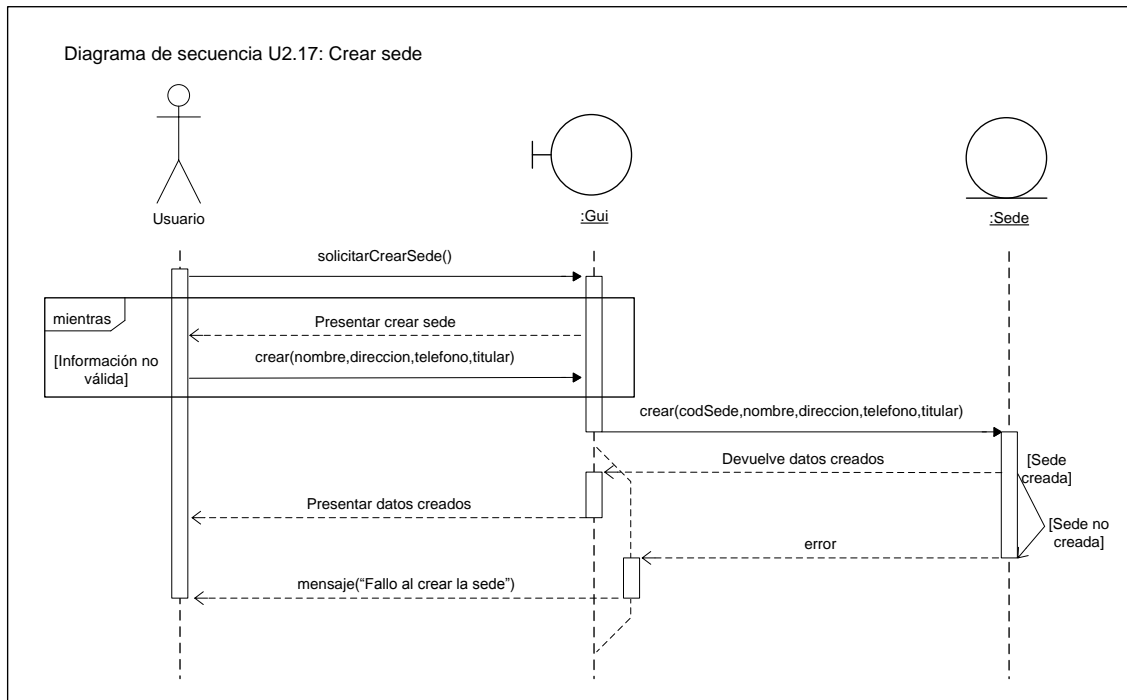 Diagrama de secuencia U2.17: Crear sede
Usuario
:Gui
:Sede
solicitarCrearSede()
mientras
Presentar crear sede
[Información no
válida]
crear(nombre,direccion,telefono,titular)
crear(codSede,nombre,direccion,telefono,titular)
Devuelve datos creados
[Sede
creada]
Presentar datos creados
[Sede no
creada]
error
mensaje(“Fallo al crear la sede”)